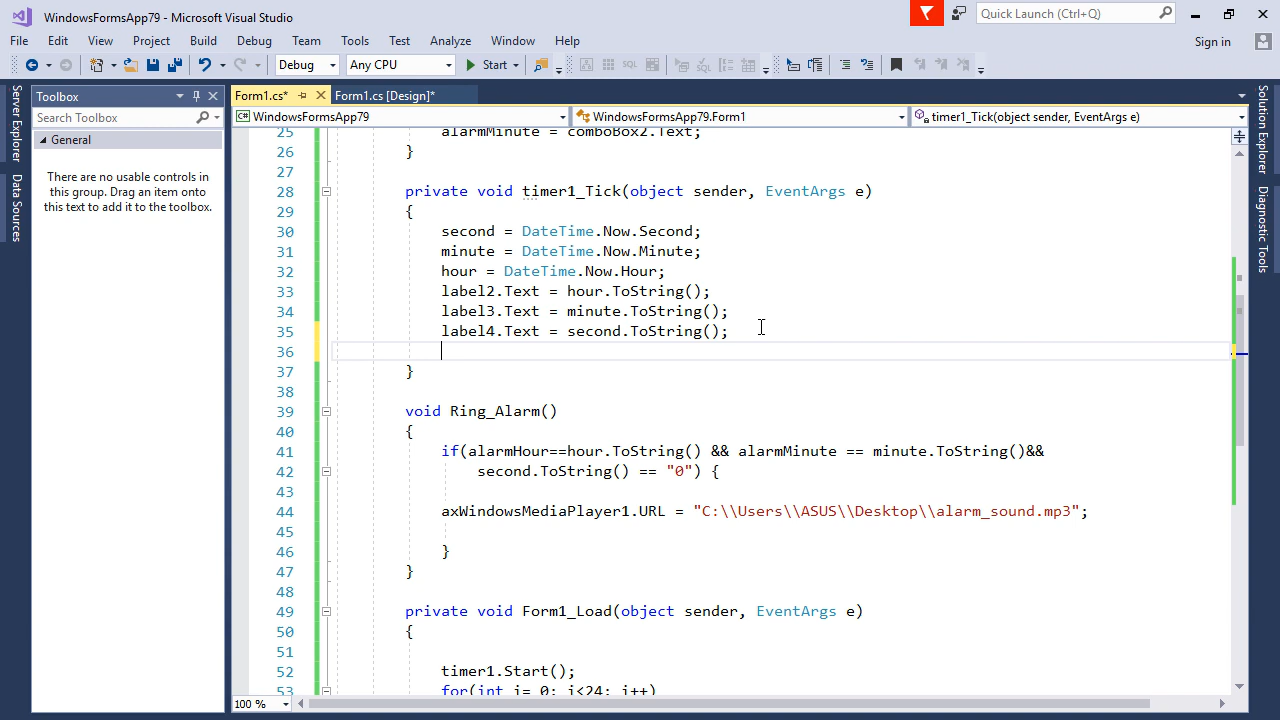 WindowsFormsApp79 - Microsoft Visual Studio
Quick Launch (Ctrl+Q)
File Edit View Project Build Debug Team Tools Test Analyze Window Help
Sign in
Debug Any CPU Start
Server Explorer
Data Sources
Toolbox
Search Toolbox
General
There are no usable controls in
this group. Drag an item onto
this text to add it to the toolbox.
Form1.cs* Form1.cs [Design]*
WindowsFormsApp79 WindowsFormsApp79.Form1 timer1_Tick(object sender, EventArgs e)
25 alarmMinute = comboBox2.Text;
26 }
27
28 private void timer1_Tick(object sender, EventArgs e)
29 {
30 second = DateTime.Now.Second;
31 minute = DateTime.Now.Minute;
32 hour = DateTime.Now.Hour;
33 label2.Text = hour.ToString();
34 label3.Text = minute.ToString();
35 label4.Text = second.ToString();
36
37 }
38
39 void Ring_Alarm()
40 {
41 if(alarmHour==hour.ToString() && alarmMinute == minute.ToString()&&
42 second.ToString() == "0") {
43
44 axWindowsMediaPlayer1.URL = "C:\\Users\\ASUS\\Desktop\\alarm_sound.mp3";
45
46 }
47 }
48
49 private void Form1_Load(object sender, EventArgs e)
50 {
51
52 timer1.Start();
53 for(int i= 0; i<24; i++)
100 %
Solution Explorer
Diagnostic Tools